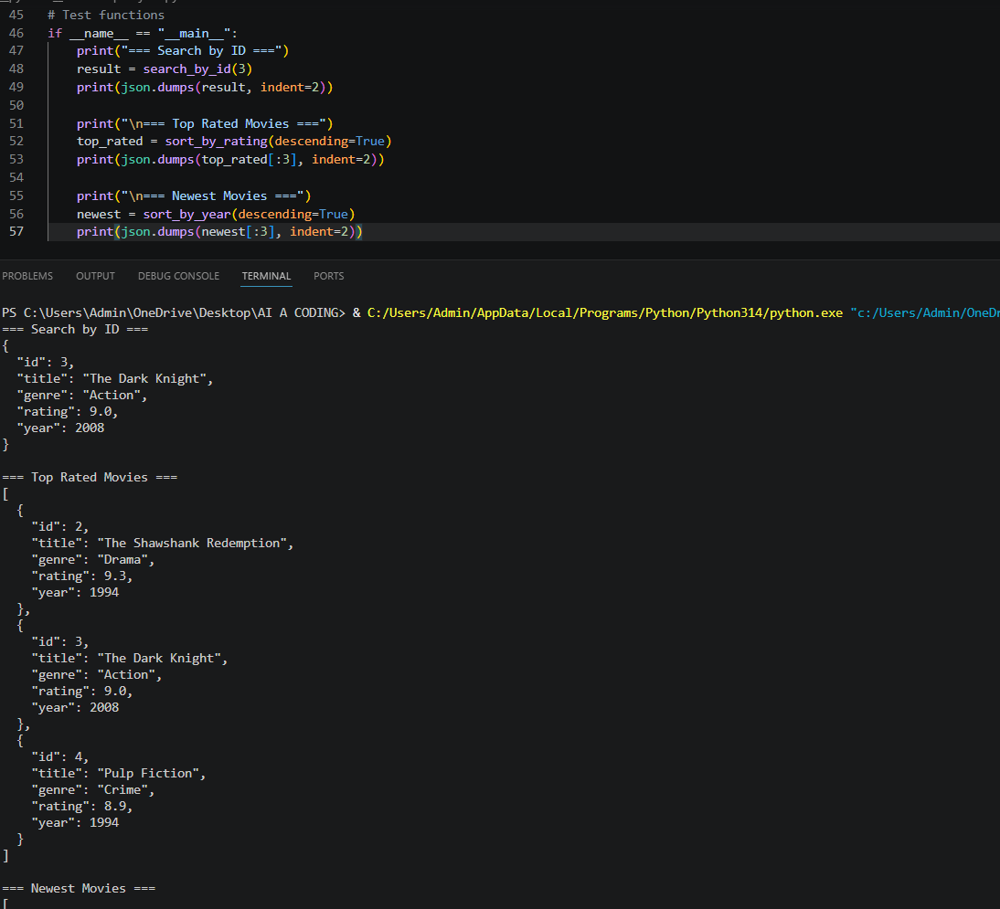 45 # Test functions
46 if __name__ == "__main__":
47     print("=== Search by ID ===")
48     result = search_by_id(3)
49     print(json.dumps(result, indent=2))
50
51     print("\n=== Top Rated Movies ===")
52     top_rated = sort_by_rating(descending=True)
53     print(json.dumps(top_rated[:3], indent=2))
54
55     print("\n=== Newest Movies ===")
56     newest = sort_by_year(descending=True)
57     print(json.dumps(newest[:3], indent=2))
PROBLEMS OUTPUT DEBUG CONSOLE TERMINAL PORTS
PS C:\Users\Admin\OneDrive\Desktop\AI A CODING> & C:/Users/Admin/AppData/Local/Programs/Python/Python314/python.exe "c:/Users/Admin/OneDr
=== Search by ID ===
{
  "id": 3,
  "title": "The Dark Knight",
  "genre": "Action",
  "rating": 9.0,
  "year": 2008
}

=== Top Rated Movies ===
[
  {
    "id": 2,
    "title": "The Shawshank Redemption",
    "genre": "Drama",
    "rating": 9.3,
    "year": 1994
  },
  {
    "id": 3,
    "title": "The Dark Knight",
    "genre": "Action",
    "rating": 9.0,
    "year": 2008
  },
  {
    "id": 4,
    "title": "Pulp Fiction",
    "genre": "Crime",
    "rating": 8.9,
    "year": 1994
  }
]

=== Newest Movies ===
[